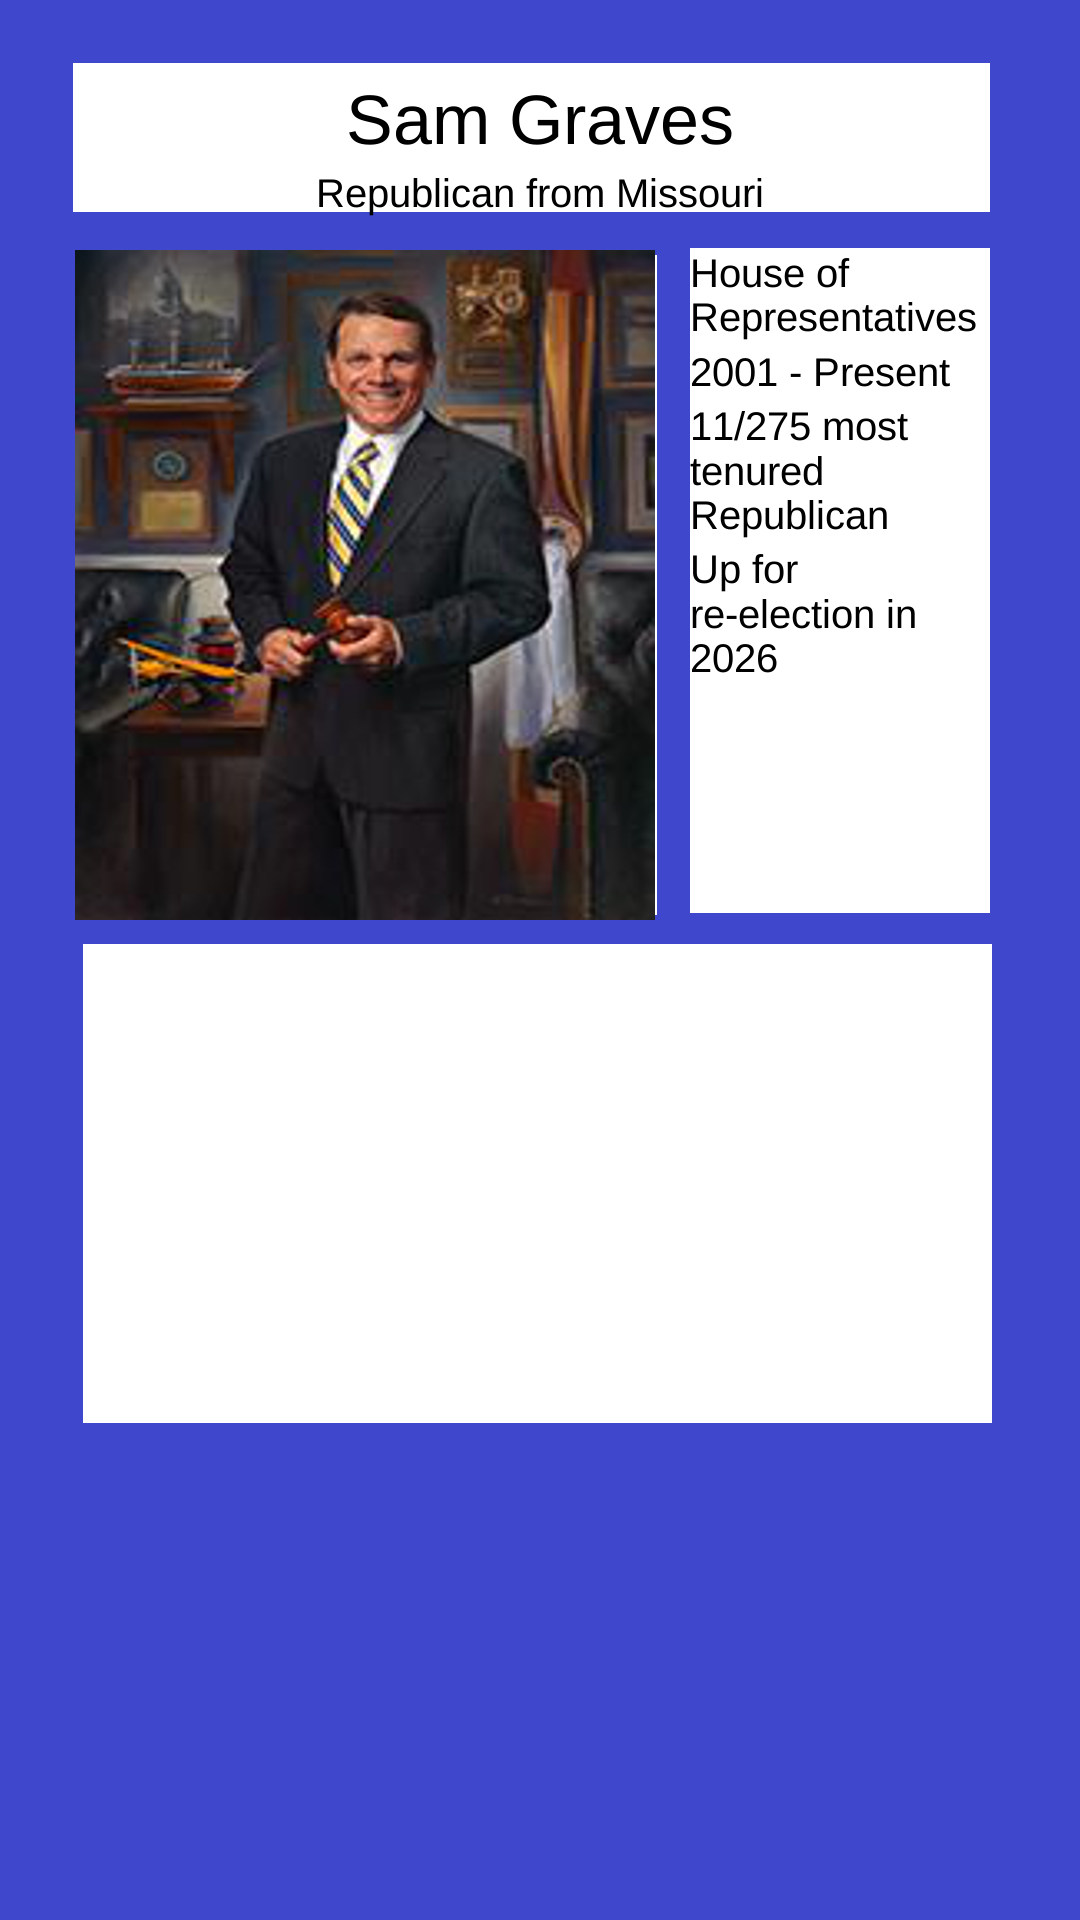 Sam Graves
Republican from Missouri
House of
Representatives
2001 - Present
11/275 most
tenured
Republican
Up for
re-election in
2026